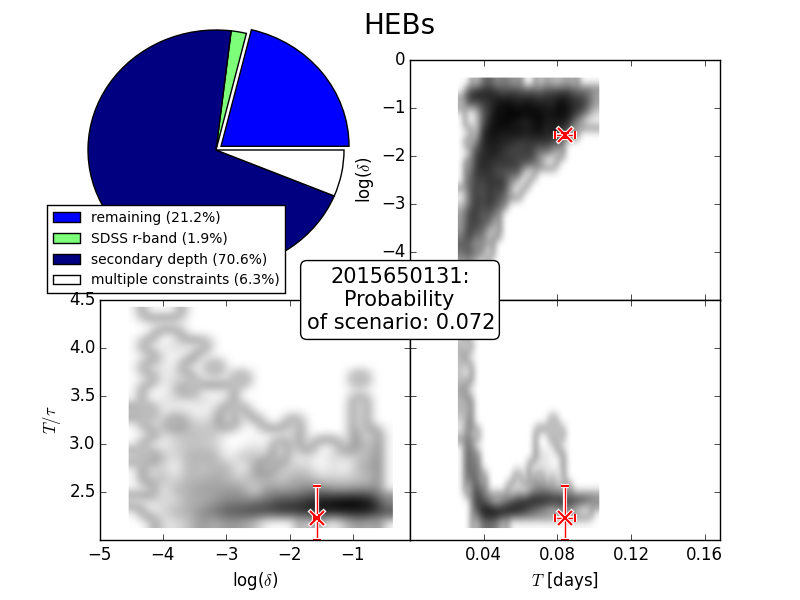 HEBs
remaining (21.2%)
SDSS r-band (1.9%)
secondary depth (70.6%)
multiple constraints (6.3%)
0
−1
−2
−3
−4
log(δ)
2015650131:
Probability
of scenario: 0.072
4.5
4.0
3.5
3.0
2.5
T/τ
−5 −4 −3 −2 −1
log(δ)
0.04 0.08 0.12 0.16
T [days]